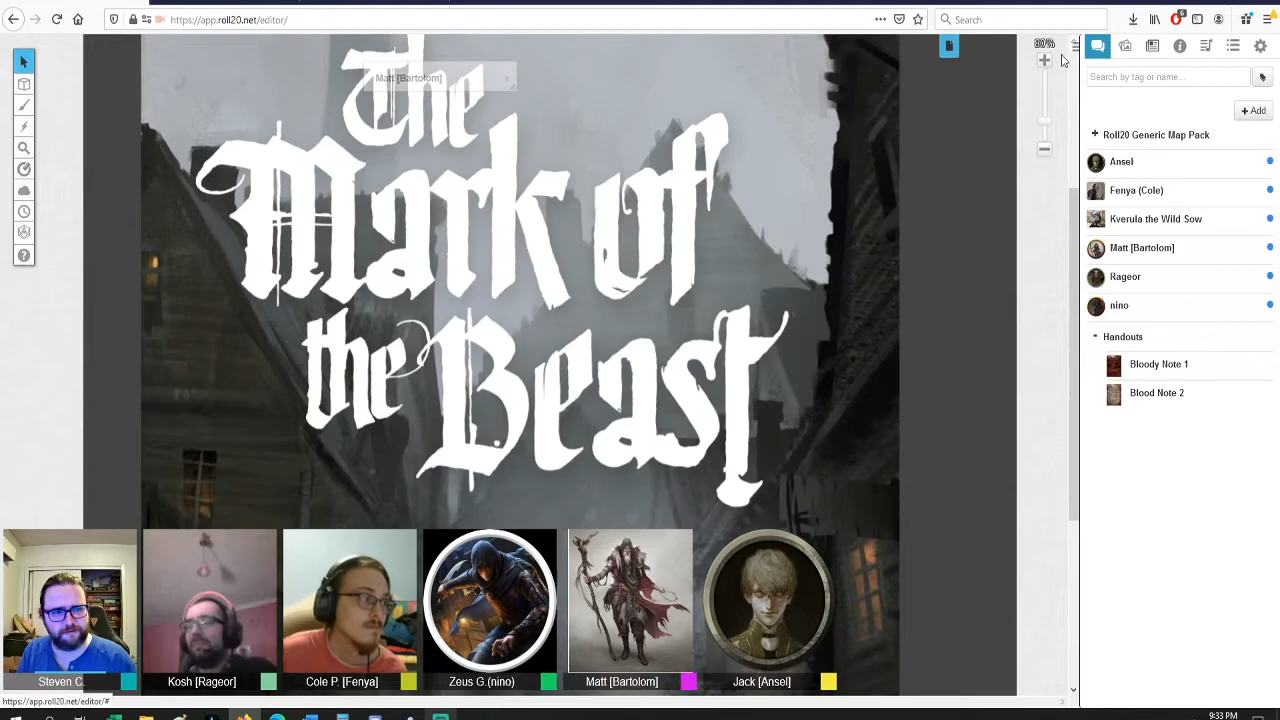 https://app.roll20.net/editor/
Search
80%
Matt [Bartolom]
Search by tag or name...
+ Add
Roll20 Generic Map Pack
Ansel
Fenya (Cole)
Kverula the Wild Sow
Matt [Bartolom]
Rageor
nino
Handouts
Bloody Note 1
Blood Note 2
The
Mark of
the Beast
Steven C.
Kosh [Rageor]
Cole P. [Fenya]
Zeus G.(nino)
Matt [Bartolom]
Jack [Ansel]
https://app.roll20.net/editor/#
9:33 PM